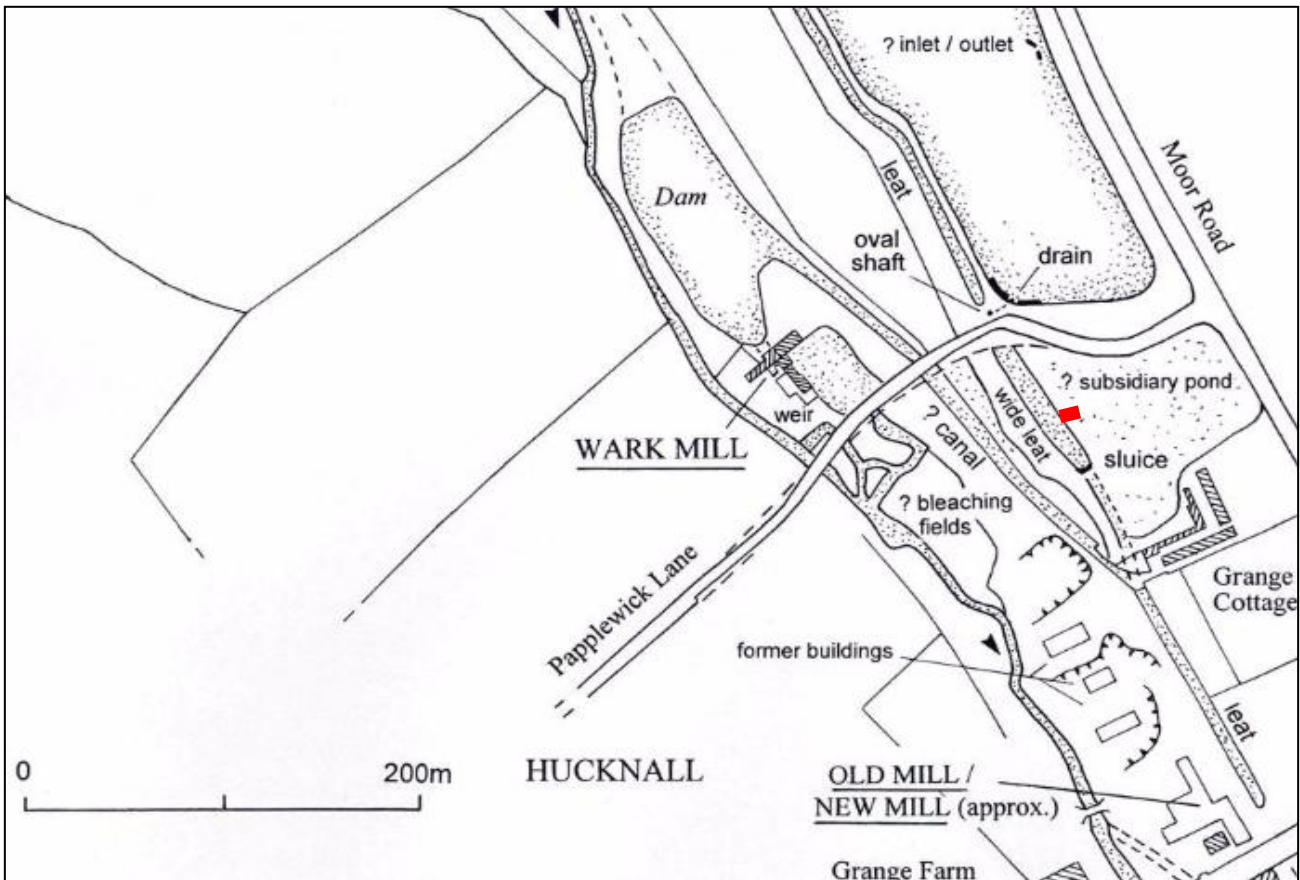 ? inlet / outlet
Moor Road
leat
Dam
oval
shaft
drain
? subsidiary pond
wide leat
weir
? canal
sluice
WARK MILL
? bleaching
fields
Grange
Cottage
Papplewick Lane
former buildings
leat
0
200m
HUCKNALL
OLD MILL /
NEW MILL (approx.)
Grange Farm